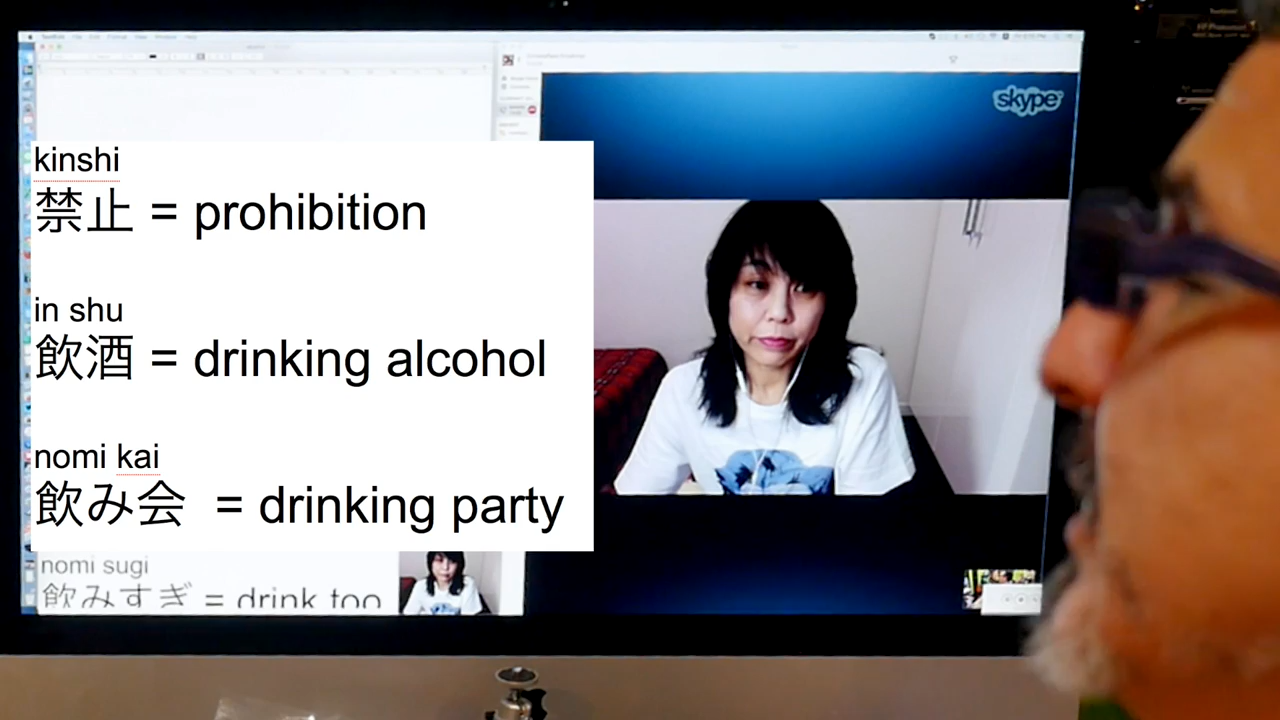 skype
kinshi
禁止 = prohibition
in shu
飲酒 = drinking alcohol
nomi kai
飲み会 = drinking party
nomi sugi
飲みすぎ = drink too